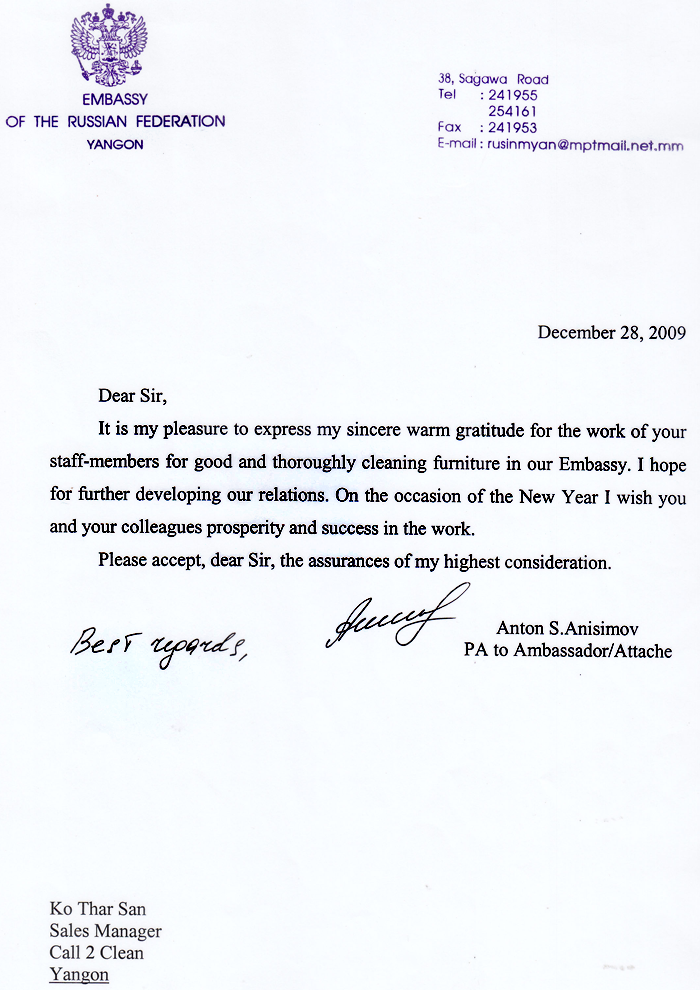 EMBASSY
OF THE RUSSIAN FEDERATION
YANGON
38, Sagawa Road
Tel : 241955
254161
Fax : 241953
E-mail : rusinmyan@mptmail.net.mm
December 28, 2009
Dear Sir,
It is my pleasure to express my sincere warm gratitude for the work of your
staff-members for good and thoroughly cleaning furniture in our Embassy. I hope
for further developing our relations. On the occasion of the New Year I wish you
and your colleagues prosperity and success in the work.
Please accept, dear Sir, the assurances of my highest consideration.
Best regards,
Anton S.Anisimov
PA to Ambassador/Attache
Ko Thar San
Sales Manager
Call 2 Clean
Yangon